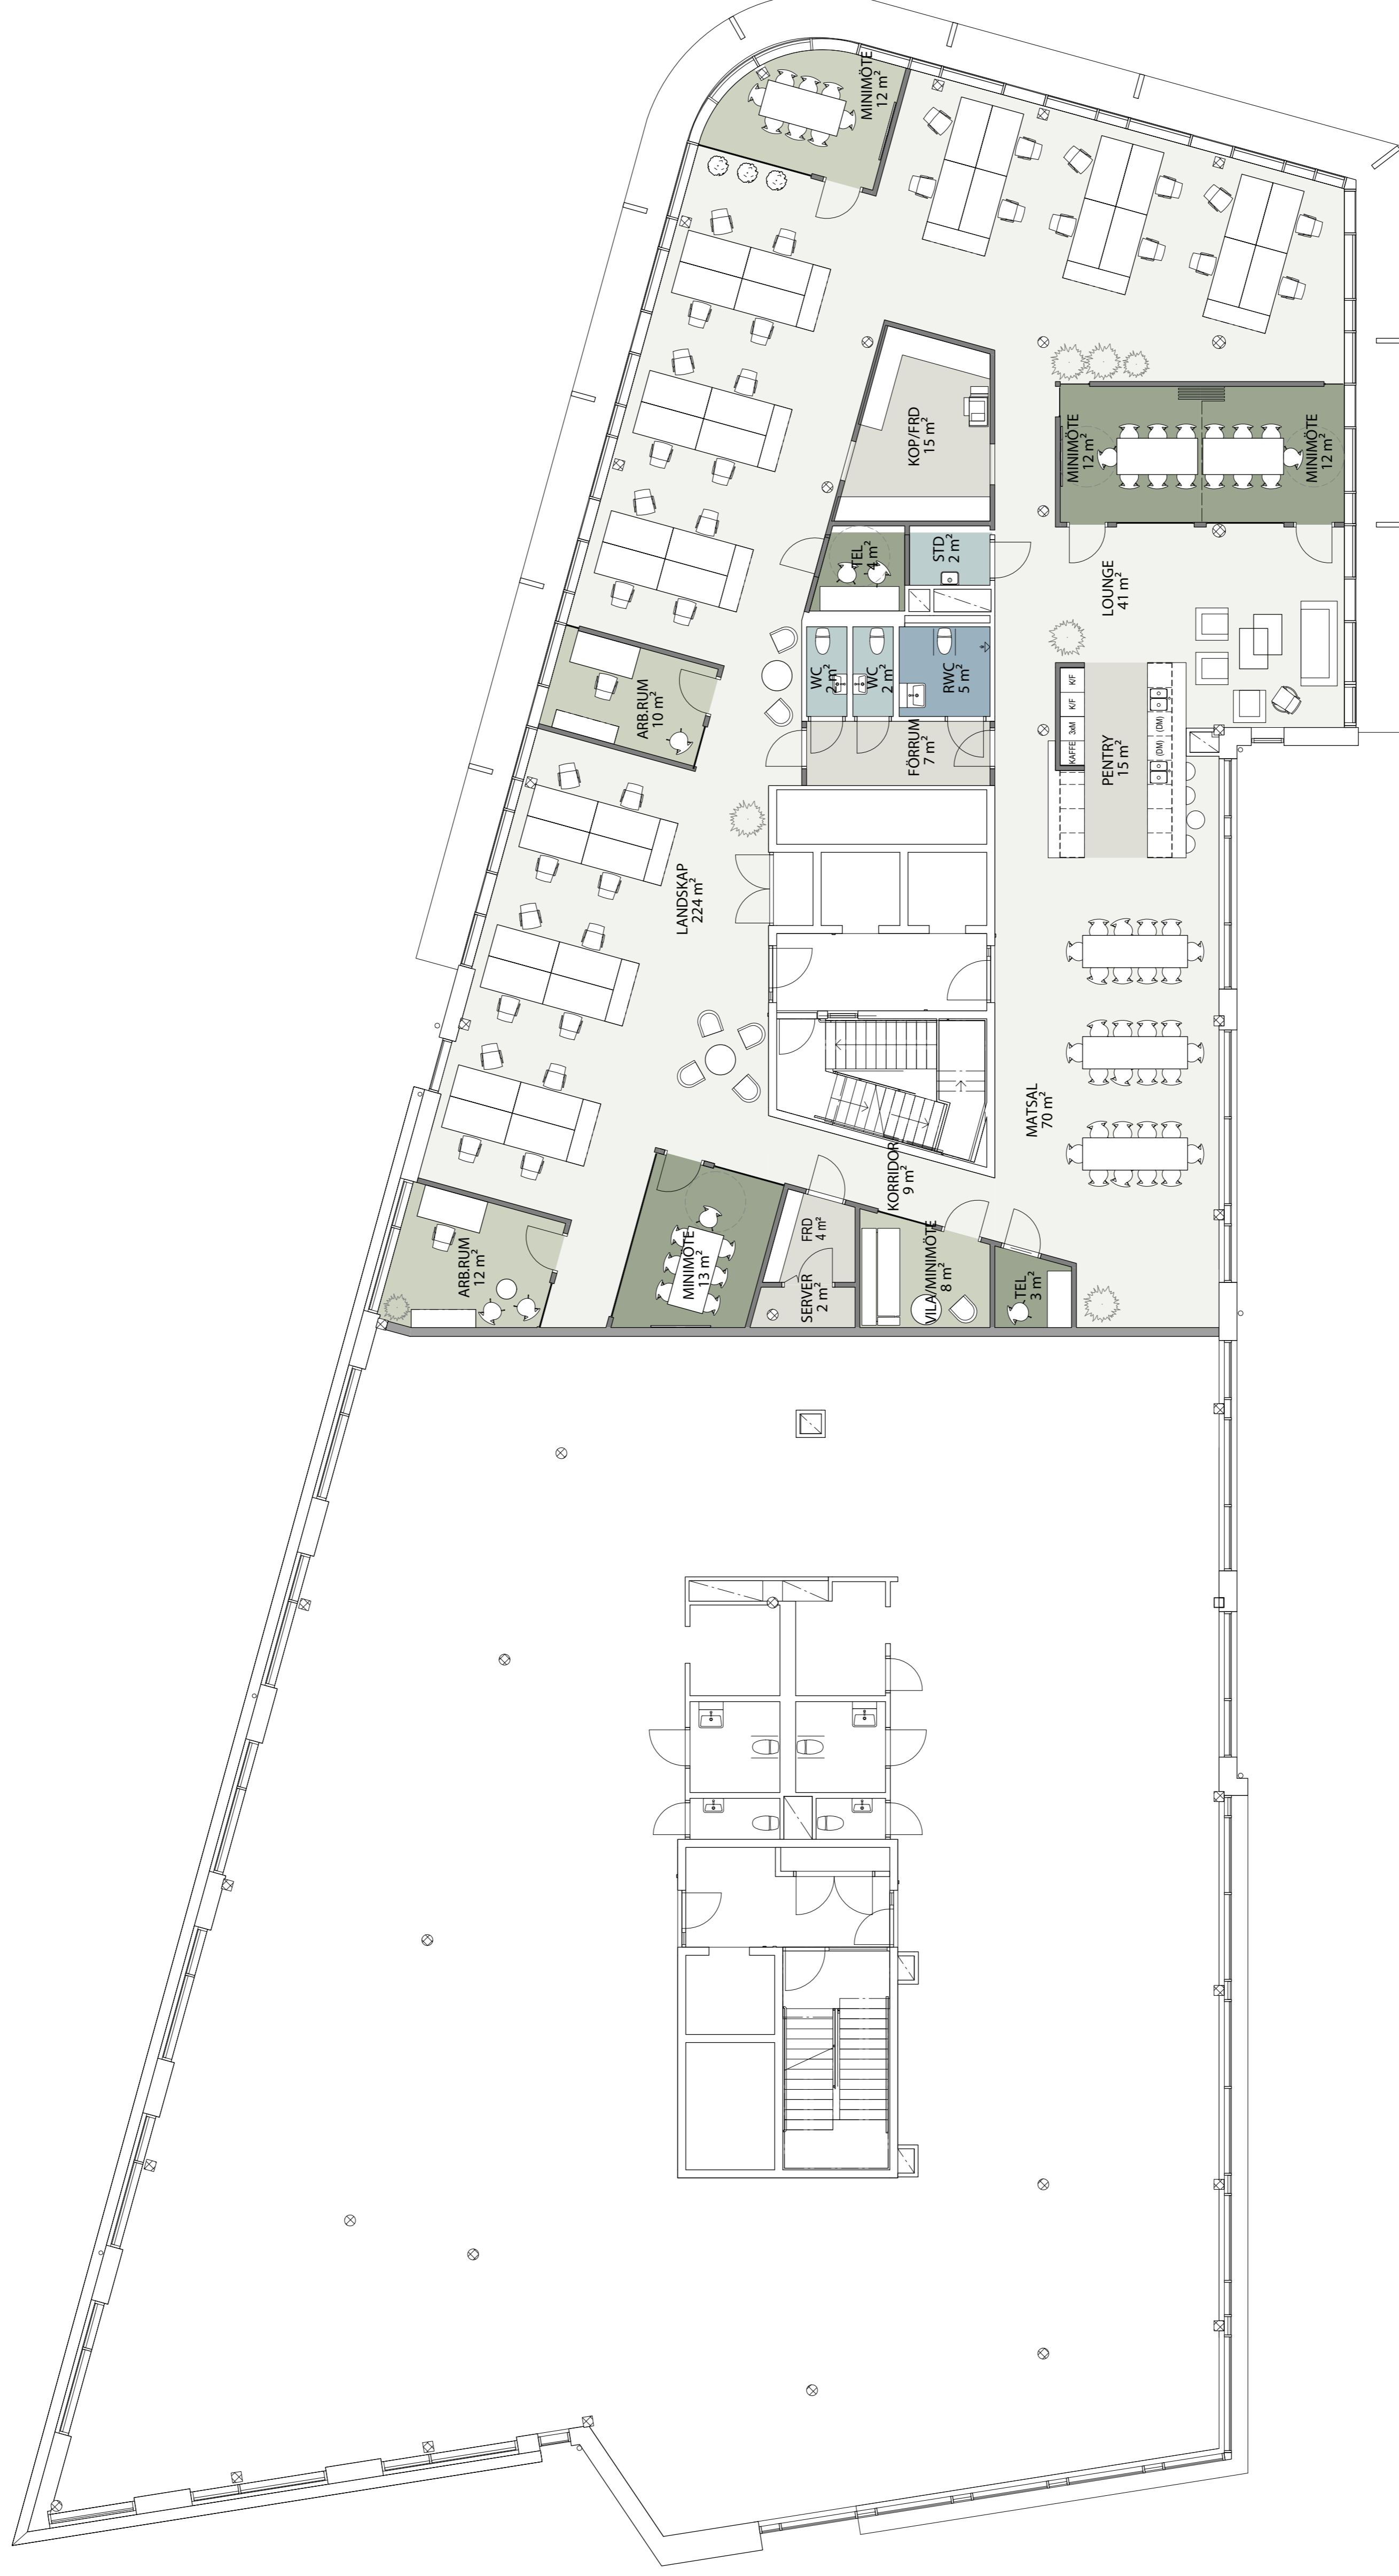 MINIMÖTE
12 m²
KOP/FRD
15 m²
MINIMÖTE
12 m²
MINIMÖTE
12 m²
TEL
4 m²
STD
2 m²
LOUNGE
41 m²
ARB.RUM
10 m²
WC
2 m²
WC
2 m²
RWC
5 m²
FÖRRUM
7 m²
K/F
K/F
3xM
KAFFE
(DM)
(DM)
PENTRY
15 m²
LANDSKAP
224 m²
MATSAL
70 m²
KORRIDOR
9 m²
ARB.RUM
12 m²
MINIMÖTE
13 m²
FRD
4 m²
SERVER
2 m²
VILA/MINIMÖTE
8 m²
TEL
3 m²